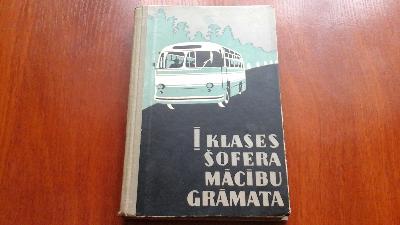 I KLASES
ŠOFERA
MĀCĪBU
GRĀMATA